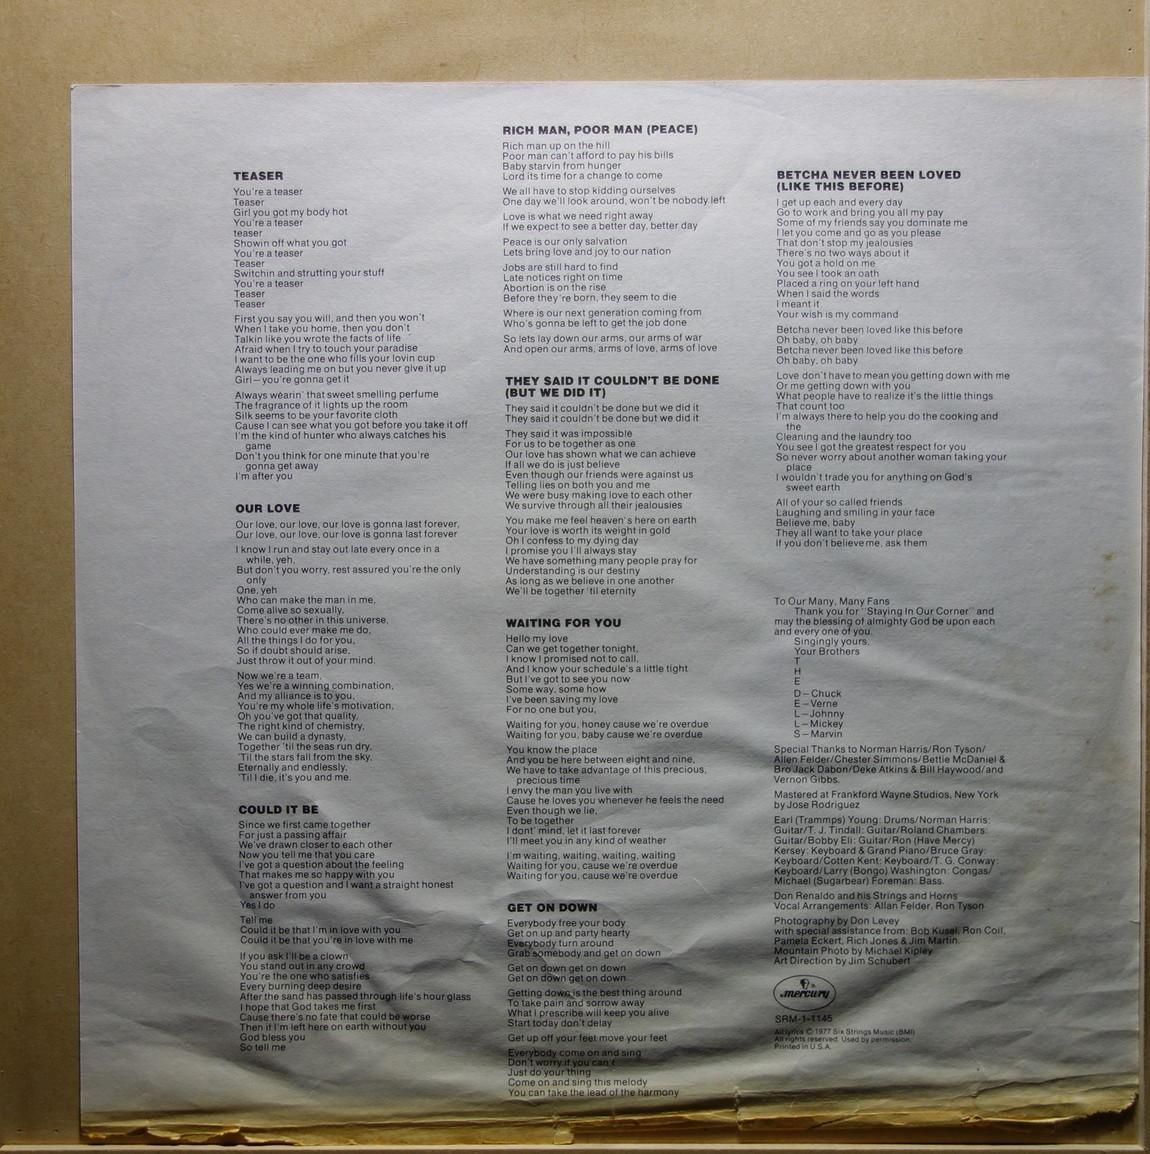 TEASER
You're a teaser
Teaser
Girl you got my body hot
You're a teaser
teaser
Showin off what you got
You're a teaser
Teaser
Switchin and strutting your stuff
You're a teaser
Teaser
Teaser
First you say you will, and then you won't
When I take you home, then you don't
Talkin like you wrote the facts of life
Afraid when I try to touch your paradise
I want to be the one who fills your lovin cup
Always leading me on but you never give it up
Girl—you're gonna get it
Always wearin' that sweet smelling perfume
The fragrance of it lights up the room
Silk seems to be your favorite cloth
Cause I can see what you got before you take it off
I'm the kind of hunter who always catches his
game
Don't you think for one minute that you're
gonna get away
I'm after you
OUR LOVE
Our love, our love, our love is gonna last forever,
Our love, our love, our love is gonna last forever
I know I run and stay out late every once in a
while, yeh,
But don't you worry, rest assured you're the only
only
One, yeh
Who can make the man in me,
Come alive so sexually,
There's no other in this universe,
Who could ever make me do,
All the things I do for you,
So if doubt should arise,
Just throw it out of your mind.
Now we're a team,
Yes we're a winning combination,
And my alliance is to you,
You're my whole life's motivation,
Oh you've got that quality,
The right kind of chemistry,
We can build a dynasty,
Together 'til the seas run dry,
'Til the stars fall from the sky,
Eternally and endlessly,
'Til I die, it's you and me.
COULD IT BE
Since we first came together
For just a passing affair
We've drawn closer to each other
Now you tell me that you care
I've got a question about the feeling
That makes me so happy with you
I've got a question and I want a straight honest
answer from you
Yes I do
Tell me
Could it be that I'm in love with you
Could it be that you're in love with me
If you ask I'll be a clown
You stand out in any crowd
You're the one who satisfies
Every burning deep desire
After the sand has passed through life's hour glass
I hope that God takes me first
Cause there's no fate that could be worse
Then if I'm left here on earth without you
God bless you
So tell me
RICH MAN, POOR MAN (PEACE)
Rich man up on the hill
Poor man can't afford to pay his bills
Baby starvin from hunger
Lord its time for a change to come
We all have to stop kidding ourselves
One day we'll look around, won't be nobody left
Love is what we need right away
If we expect to see a better day, better day
Peace is our only salvation
Lets bring love and joy to our nation
Jobs are still hard to find
Late notices right on time
Abortion is on the rise
Before they're born, they seem to die
Where is our next generation coming from
Who's gonna be left to get the job done
So lets lay down our arms, our arms of war
And open our arms, arms of love, arms of love
THEY SAID IT COULDN'T BE DONE
(BUT WE DID IT)
They said it couldn't be done but we did it
They said it couldn't be done but we did it
They said it was impossible
For us to be together as one
Our love has shown what we can achieve
If all we do is just believe
Even though our friends were against us
Telling lies on both you and me
We were busy making love to each other
We survive through all their jealousies
You make me feel heaven's here on earth
Your love is worth its weight in gold
Oh I confess to my dying day
I promise you I'll always stay
We have something many people pray for
Understanding is our destiny
As long as we believe in one another
We'll be together 'til eternity
WAITING FOR YOU
Hello my love
Can we get together tonight,
I know I promised not to call,
And I know your schedule's a little tight
But I've got to see you now
Some way, some how
I've been saving my love
For no one but you,
Waiting for you, honey cause we're overdue
Waiting for you, baby cause we're overdue
You know the place
And you be here between eight and nine,
We have to take advantage of this precious,
precious time
I envy the man you live with
Cause he loves you whenever he feels the need
Even though we lie,
To be together
I dont' mind, let it last forever
I'll meet you in any kind of weather
I'm waiting, waiting, waiting, waiting
Waiting for you, cause we're overdue
Waiting for you, cause we're overdue
GET ON DOWN
Everybody free your body
Get on up and party hearty
Everybody turn around
Grab somebody and get on down
Get on down get on down
Get on down get on down
Getting down is the best thing around
To take pain and sorrow away
What I prescribe will keep you alive
Start today don't delay
Get up off your feet move your feet
Everybody come on and sing
Don't worry if you can't
Just do your thing
Come on and sing this melody
You can take the lead of the harmony
BETCHA NEVER BEEN LOVED
(LIKE THIS BEFORE)
I get up each and every day
Go to work and bring you all my pay
Some of my friends say you dominate me
I let you come and go as you please
That don't stop my jealousies
There's no two ways about it
You got a hold on me
You see I took an oath
Placed a ring on your left hand
When I said the words
I meant it
Your wish is my command
Betcha never been loved like this before
Oh baby, oh baby
Betcha never been loved like this before
Oh baby, oh baby
Love don't have to mean you getting down with me
Or me getting down with you
What people have to realize it's the little things
That count too
I'm always there to help you do the cooking and
the
Cleaning and the laundry too
You see I got the greatest respect for you
So never worry about another woman taking your
place
I wouldn't trade you for anything on God's
sweet earth
All of your so called friends
Laughing and smiling in your face
Believe me, baby
They all want to take your place
If you don't believe me, ask them
To Our Many, Many Fans
Thank you for "Staying In Our Corner" and
may the blessing of almighty God be upon each
and every one of you.
Singingly yours,
Your Brothers
T
H
E
D—Chuck
E—Verne
L—Johnny
L—Mickey
S—Marvin
Special Thanks to Norman Harris/Ron Tyson/
Allen Felder/Chester Simmons/Bettie McDaniel &
Bro Jack Dabon/Deke Atkins & Bill Haywood/and
Vernon Gibbs.
Mastered at Frankford Wayne Studios, New York
by Jose Rodriguez
Earl (Trammps) Young: Drums/Norman Harris:
Guitar/T. J. Tindall: Guitar/Roland Chambers:
Guitar/Bobby Eli: Guitar/Ron (Have Mercy)
Kersey: Keyboard & Grand Piano/Bruce Gray:
Keyboard/Cotten Kent: Keyboard/T. G. Conway:
Keyboard/Larry (Bongo) Washington: Congas/
Michael (Sugarbear) Foreman: Bass.
Don Renaldo and his Strings and Horns
Vocal Arrangements: Allan Felder, Ron Tyson
Photography by Don Levey
with special assistance from: Bob Kusel, Ron Coil,
Pamela Eckert, Rich Jones & Jim Martin.
Mountain Photo by Michael Kipley
Art Direction by Jim Schubert
mercury
SRM-1-1145
All lyrics © 1977 Six Strings Music (BMI)
All rights reserved. Used by permission.
Printed in U.S.A.